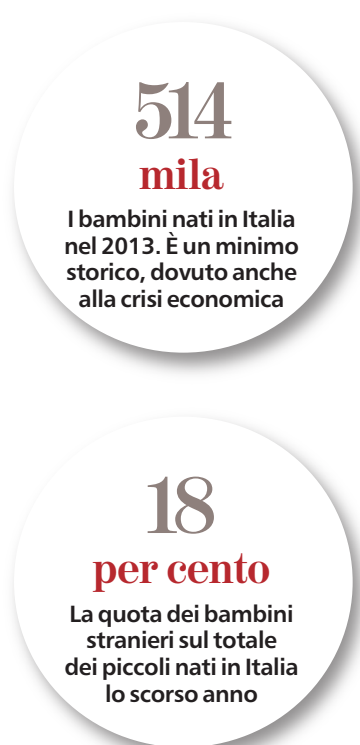 514
mila
I bambini nati in Italia
nel 2013. È un minimo
storico, dovuto anche
alla crisi economica
18
per cento
La quota dei bambini
stranieri sul totale
dei piccoli nati in Italia
lo scorso anno